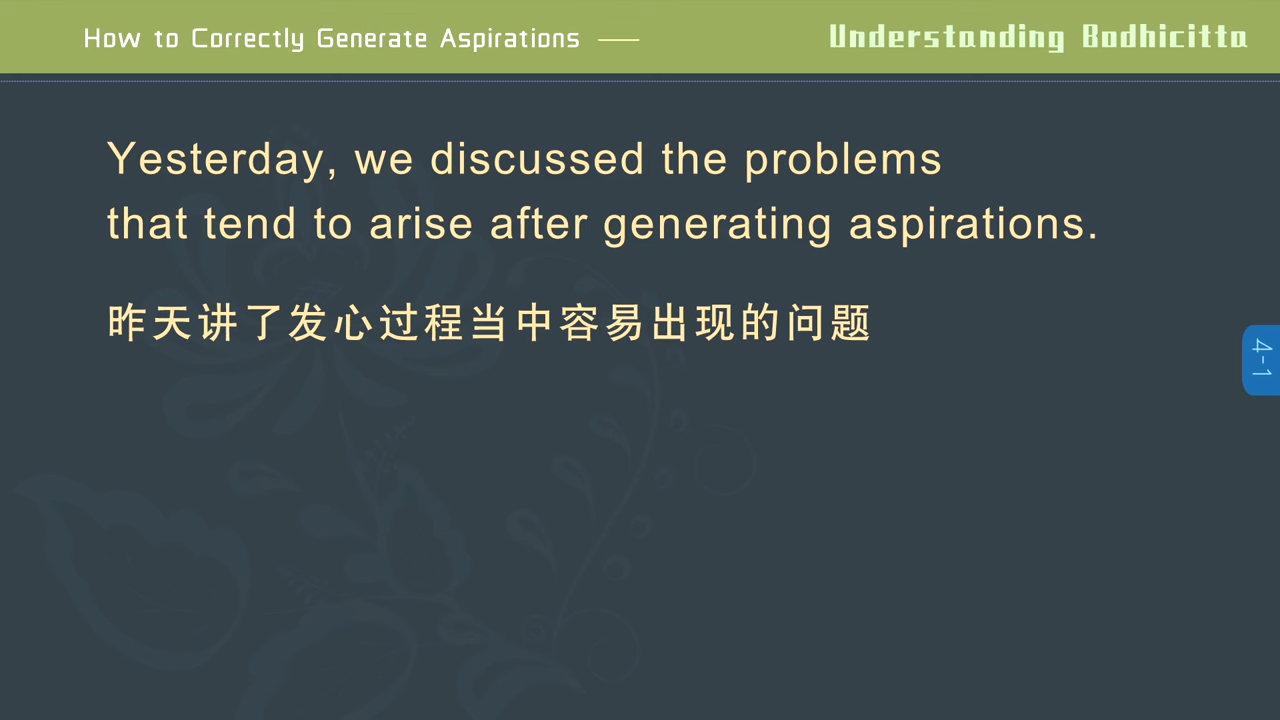 How to Correctly Generate Aspirations
Understanding Bodhicitta
Yesterday, we discussed the problems
that tend to arise after generating aspirations.
昨天讲了发心过程当中容易出现的问题
4-1